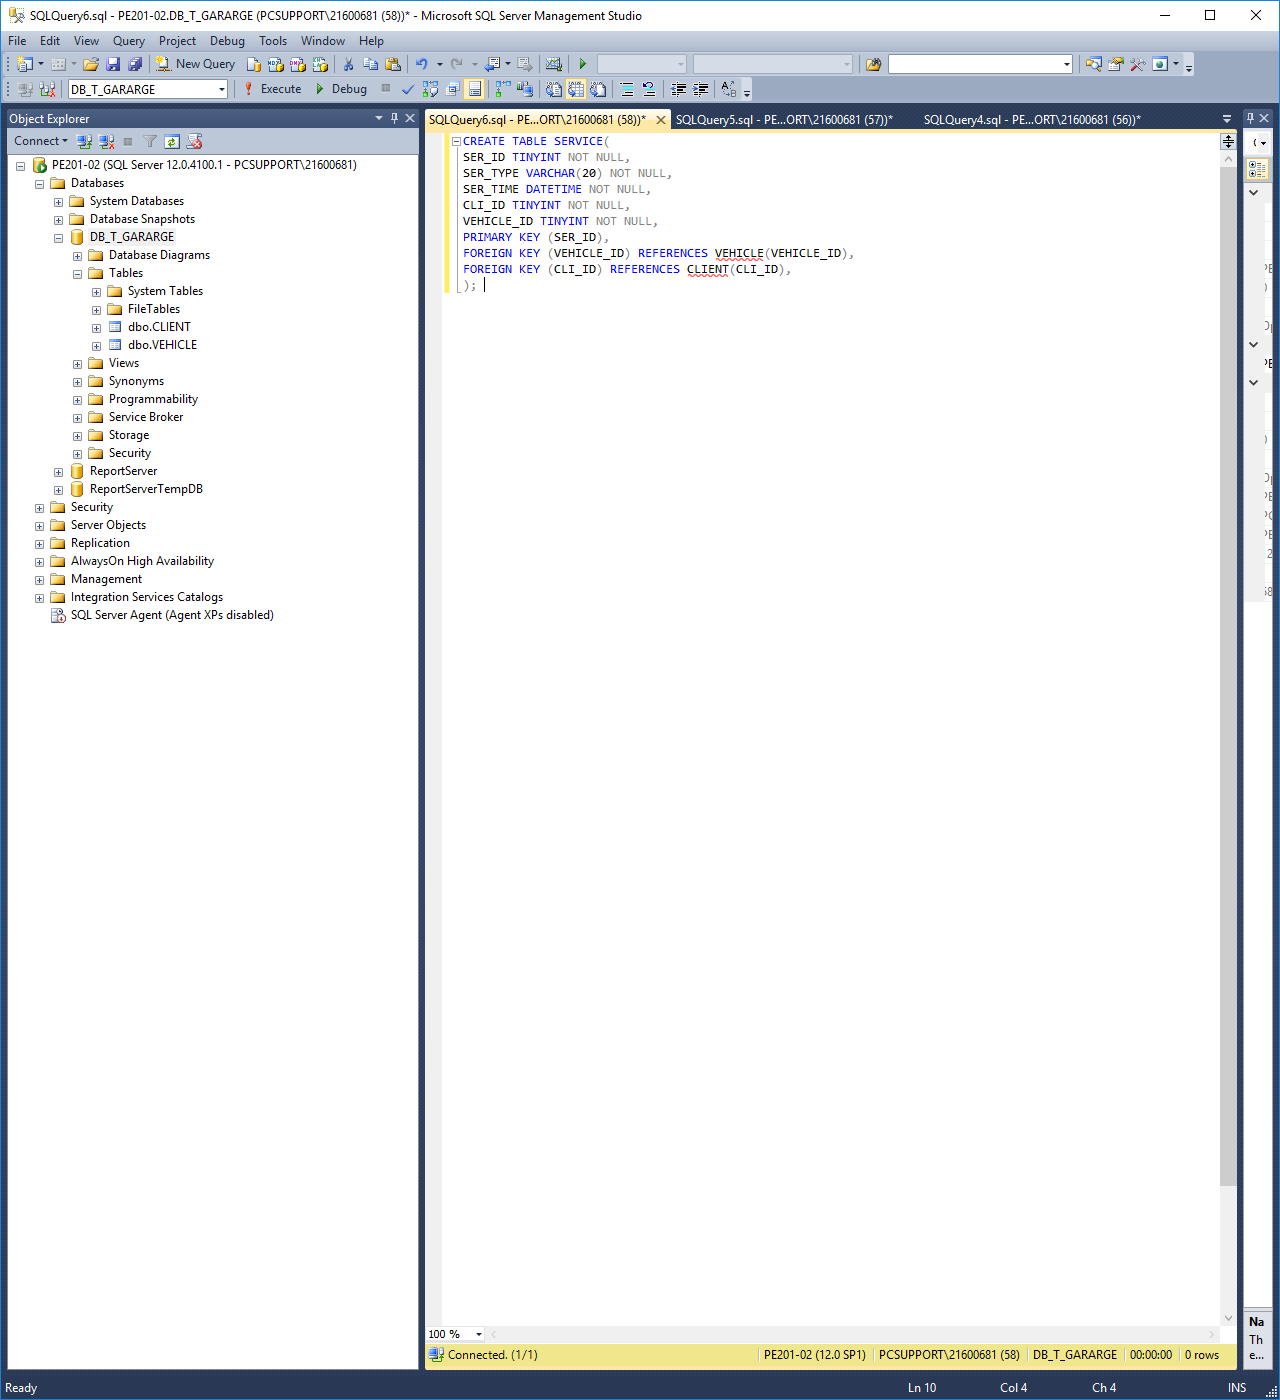 SQLQuery6.sql - PE201-02.DB_T_GARARGE (PCSUPPORT\21600681 (58))* - Microsoft SQL Server Management Studio
File Edit View Query Project Debug Tools Window Help
New Query
DB_T_GARARGE Execute Debug
Object Explorer
Connect
PE201-02 (SQL Server 12.0.4100.1 - PCSUPPORT\21600681)
Databases
System Databases
Database Snapshots
DB_T_GARARGE
Database Diagrams
Tables
System Tables
FileTables
dbo.CLIENT
dbo.VEHICLE
Views
Synonyms
Programmability
Service Broker
Storage
Security
ReportServer
ReportServerTempDB
Security
Server Objects
Replication
AlwaysOn High Availability
Management
Integration Services Catalogs
SQL Server Agent (Agent XPs disabled)
SQLQuery6.sql - PE...ORT\21600681 (58))* SQLQuery5.sql - PE...ORT\21600681 (57))* SQLQuery4.sql - PE...ORT\21600681 (56))*
CREATE TABLE SERVICE(
SER_ID TINYINT NOT NULL,
SER_TYPE VARCHAR(20) NOT NULL,
SER_TIME DATETIME NOT NULL,
CLI_ID TINYINT NOT NULL,
VEHICLE_ID TINYINT NOT NULL,
PRIMARY KEY (SER_ID),
FOREIGN KEY (VEHICLE_ID) REFERENCES VEHICLE(VEHICLE_ID),
FOREIGN KEY (CLI_ID) REFERENCES CLIENT(CLI_ID),
);
100 %
Connected. (1/1) PE201-02 (12.0 SP1) PCSUPPORT\21600681 (58) DB_T_GARARGE 00:00:00 0 rows
Na
Th
e...
Ready Ln 10 Col 4 Ch 4 INS